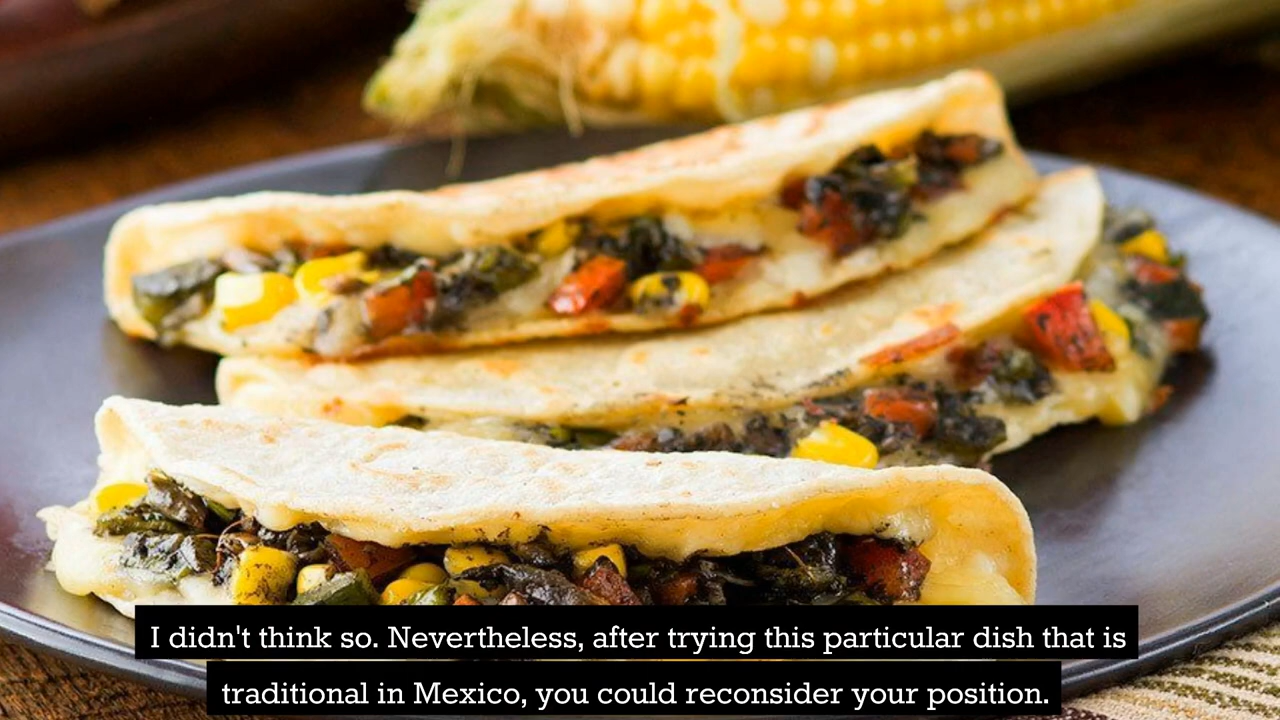 I didn't think so. Nevertheless, after trying this particular dish that is
traditional in Mexico, you could reconsider your position.